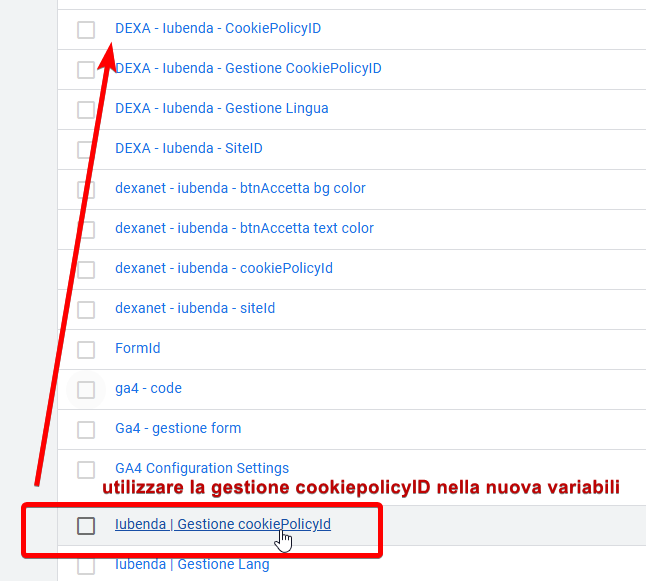 DEXA - Iubenda - CookiePolicyID
DEXA - Iubenda - Gestione CookiePolicyID
DEXA - Iubenda - Gestione Lingua
DEXA - Iubenda - SiteID
dexanet - iubenda - btnAccetta bg color
dexanet - iubenda - btnAccetta text color
dexanet - iubenda - cookiePolicyId
dexanet - iubenda - siteId
FormId
ga4 - code
Ga4 - gestione form
GA4 Configuration Settings
utilizzare la gestione cookiepolicyID nella nuova variabili
Iubenda | Gestione cookiePolicyId
Iubenda | Gestione Lang